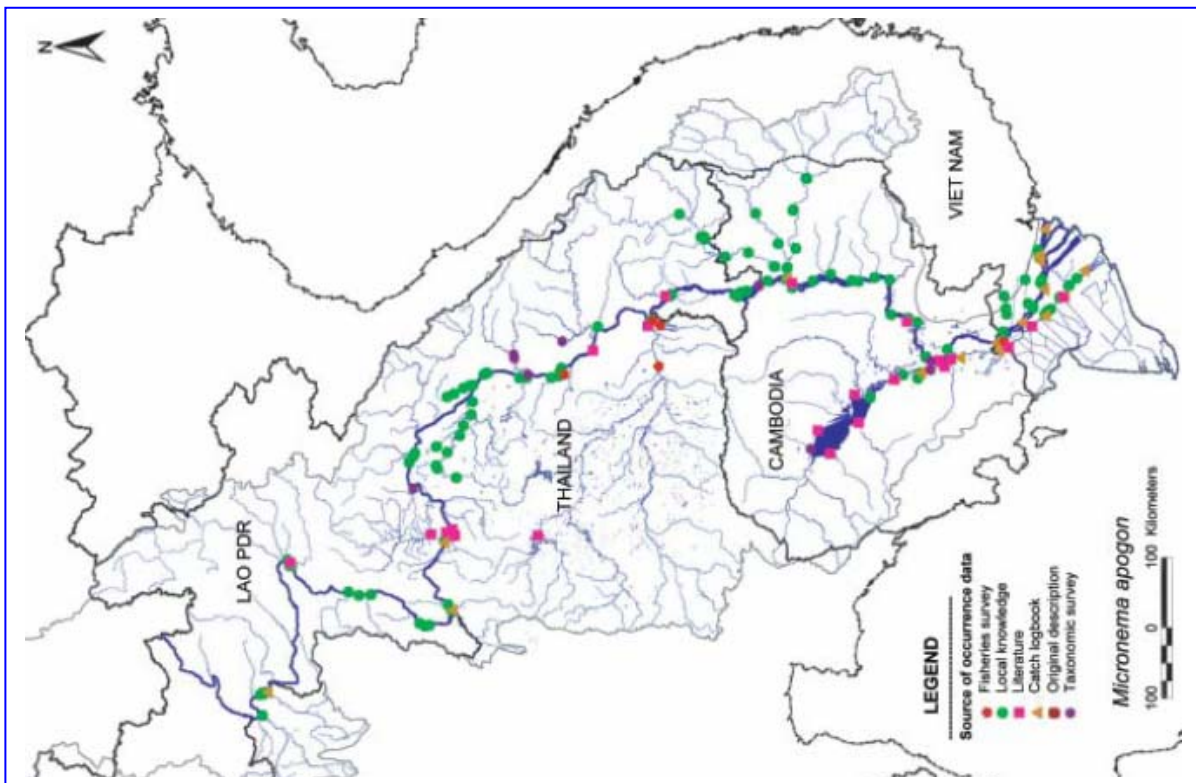 N
LAO PDR
THAILAND
CAMBODIA
VIET NAM
LEGEND
Source of occurrence data
Fisheries survey
Local knowledge
Literature
Catch logbook
Original description
Taxonomic survey
Micronema apogon
100 0 100 Kilometers